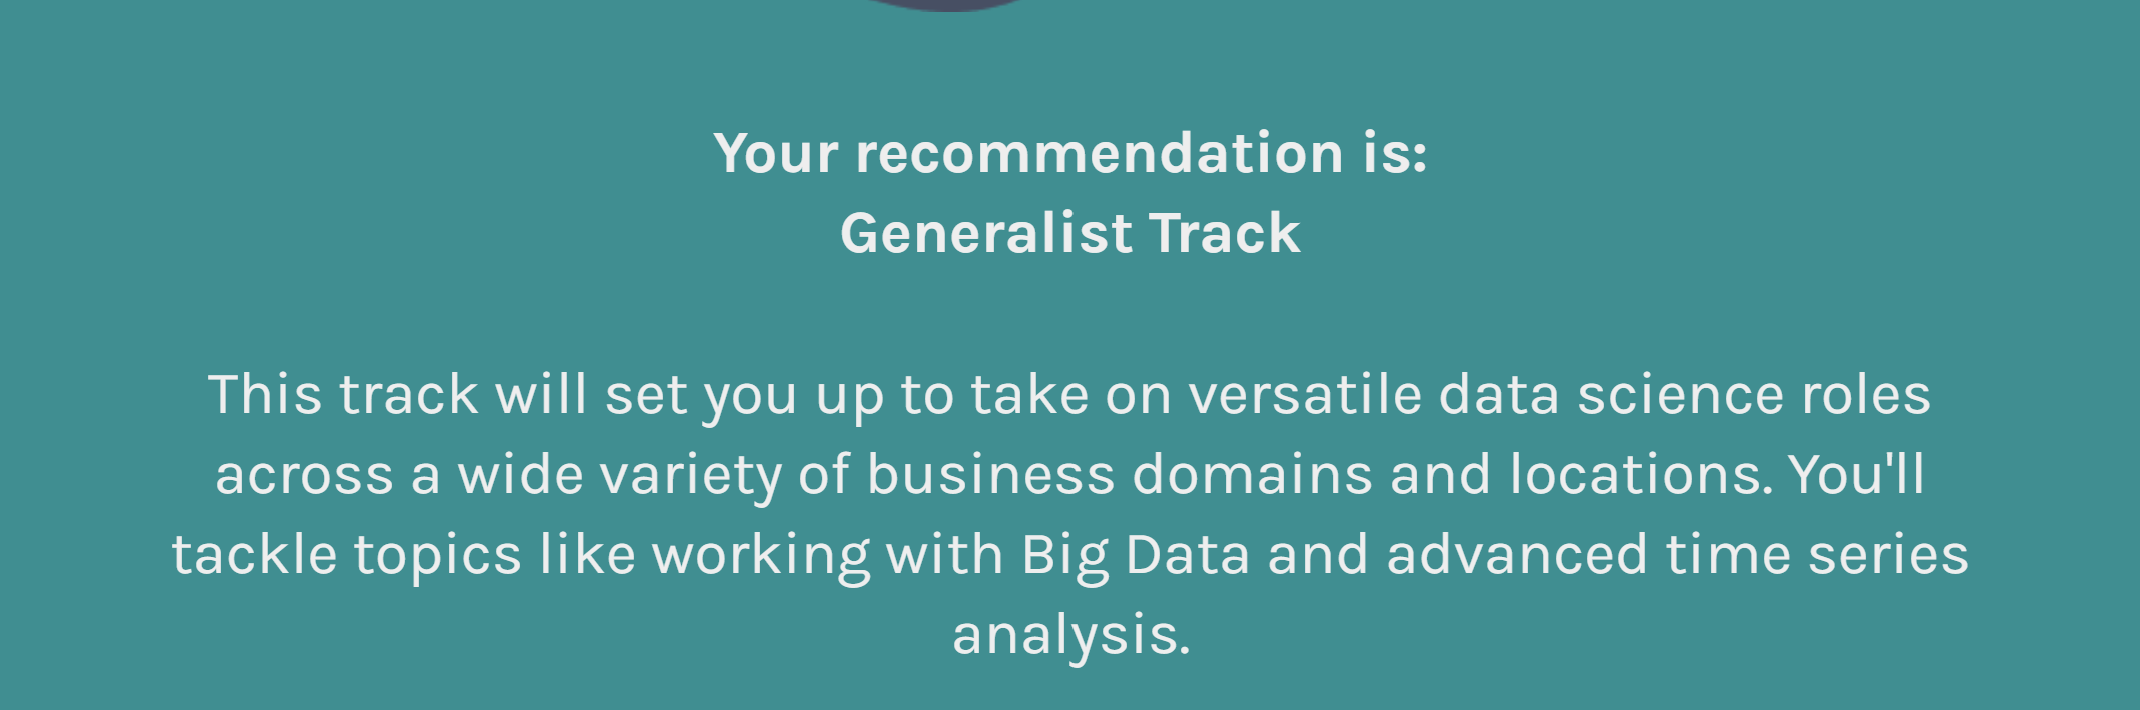 Your recommendation is:
Generalist Track
This track will set you up to take on versatile data science roles
across a wide variety of business domains and locations. You'll
tackle topics like working with Big Data and advanced time series
analysis.